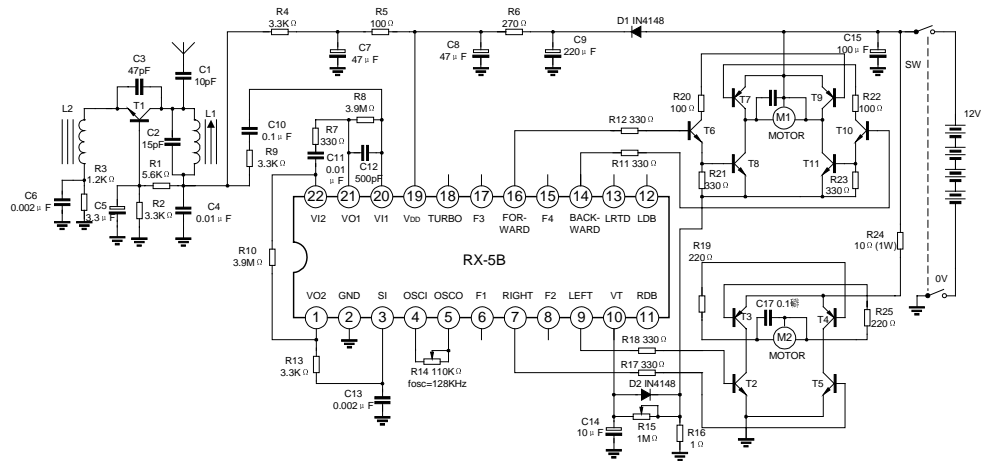 R4
3.3KΩ
R5
100Ω
R6
270Ω
D1 IN4148
C7
47μF
C8
47μF
C9
220μF
C15
100μF
SW
12V
0V
C3
47pF
C1
10pF
T1
L2
L1
C2
15pF
R3
1.2KΩ
R1
5.6KΩ
R2
3.3KΩ
C6
0.002μF
C5
3.3μF
C4
0.01μF
C10
0.1μF
R9
3.3KΩ
R8
3.9MΩ
R7
330Ω
C11
0.01
μF
C12
500pF
R12 330Ω
R11 330Ω
R20
100Ω
T6
T7
T9
M1
MOTOR
R22
100Ω
T10
T8
T11
R21
330Ω
R23
330Ω
22 21 20 19 18 17 16 15 14 13 12
VI2 VO1 VI1 VDD TURBO F3 FOR-WARD F4 BACK-WARD LRTD LDB
RX-5B
VO2 GND SI OSCI OSCO F1 RIGHT F2 LEFT VT RDB
1 2 3 4 5 6 7 8 9 10 11
R10
3.9MΩ
R13
3.3KΩ
C13
0.002μF
R14 110KΩ
fosc=128KHz
R18 330Ω
R17 330Ω
D2 IN4148
C14
10μF
R15
1MΩ
R16
1Ω
R19
220Ω
R24
10Ω(1W)
C17 0.1
T3
T4
M2
MOTOR
R25
220Ω
T2
T5